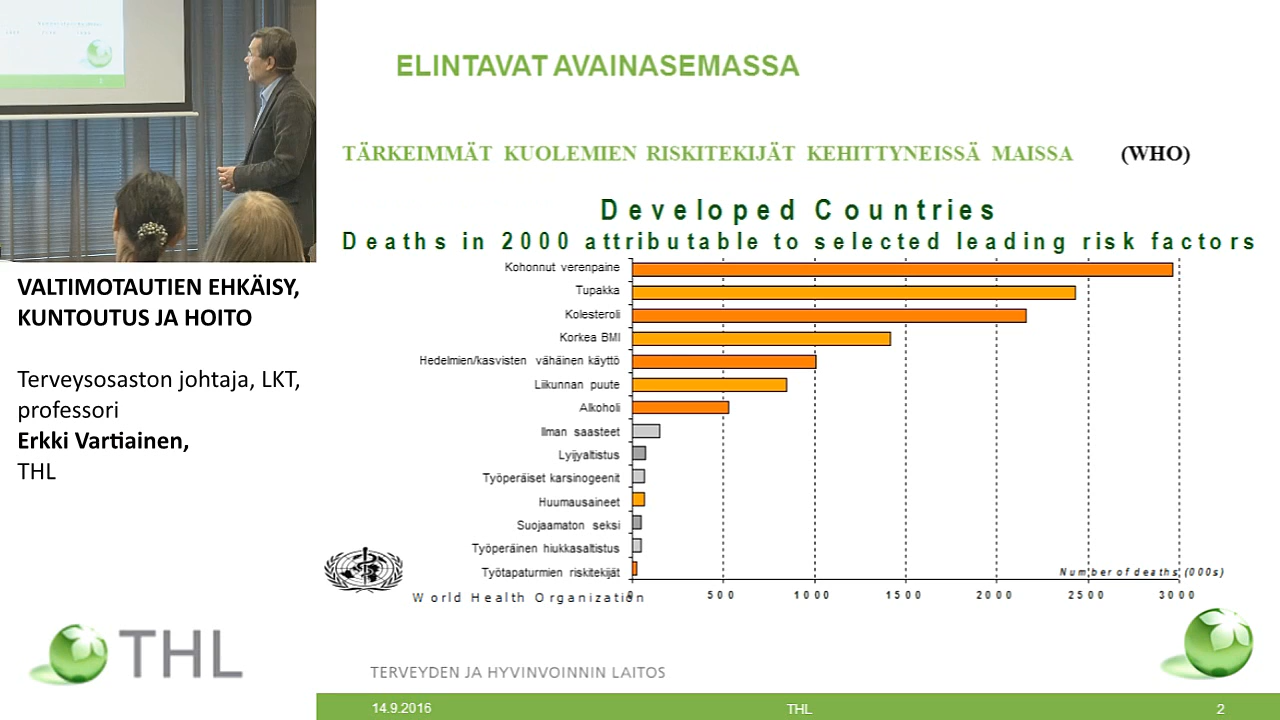 VALTIMOTAUTIEN EHKÄISY,
KUNTOUTUS JA HOITO
Terveysosaston johtaja, LKT,
professori
Erkki Vartiainen,
THL
THL
ELINTAVAT AVAINASEMASSA
TÄRKEIMMÄT KUOLEMIEN RISKITEKIJÄT KEHITTYNEISSÄ MAISSA (WHO)
Developed Countries
Deaths in 2000 attributable to selected leading risk factors
Kohonnut verenpaine
Tupakka
Kolesteroli
Korkea BMI
Hedelmien/kasvisten vähäinen käyttö
Liikunnan puute
Alkoholi
Ilman saasteet
Lyijyaltistus
Työperäiset karsinogeenit
Huumausaineet
Suojaamaton seksi
Työperäinen hiukkasaltistus
Työtapaturmien riskitekijät
Number of deaths (000s)
0 500 1000 1500 2000 2500 3000
World Health Organization
TERVEYDEN JA HYVINVOINNIN LAITOS
14.9.2016 THL 2